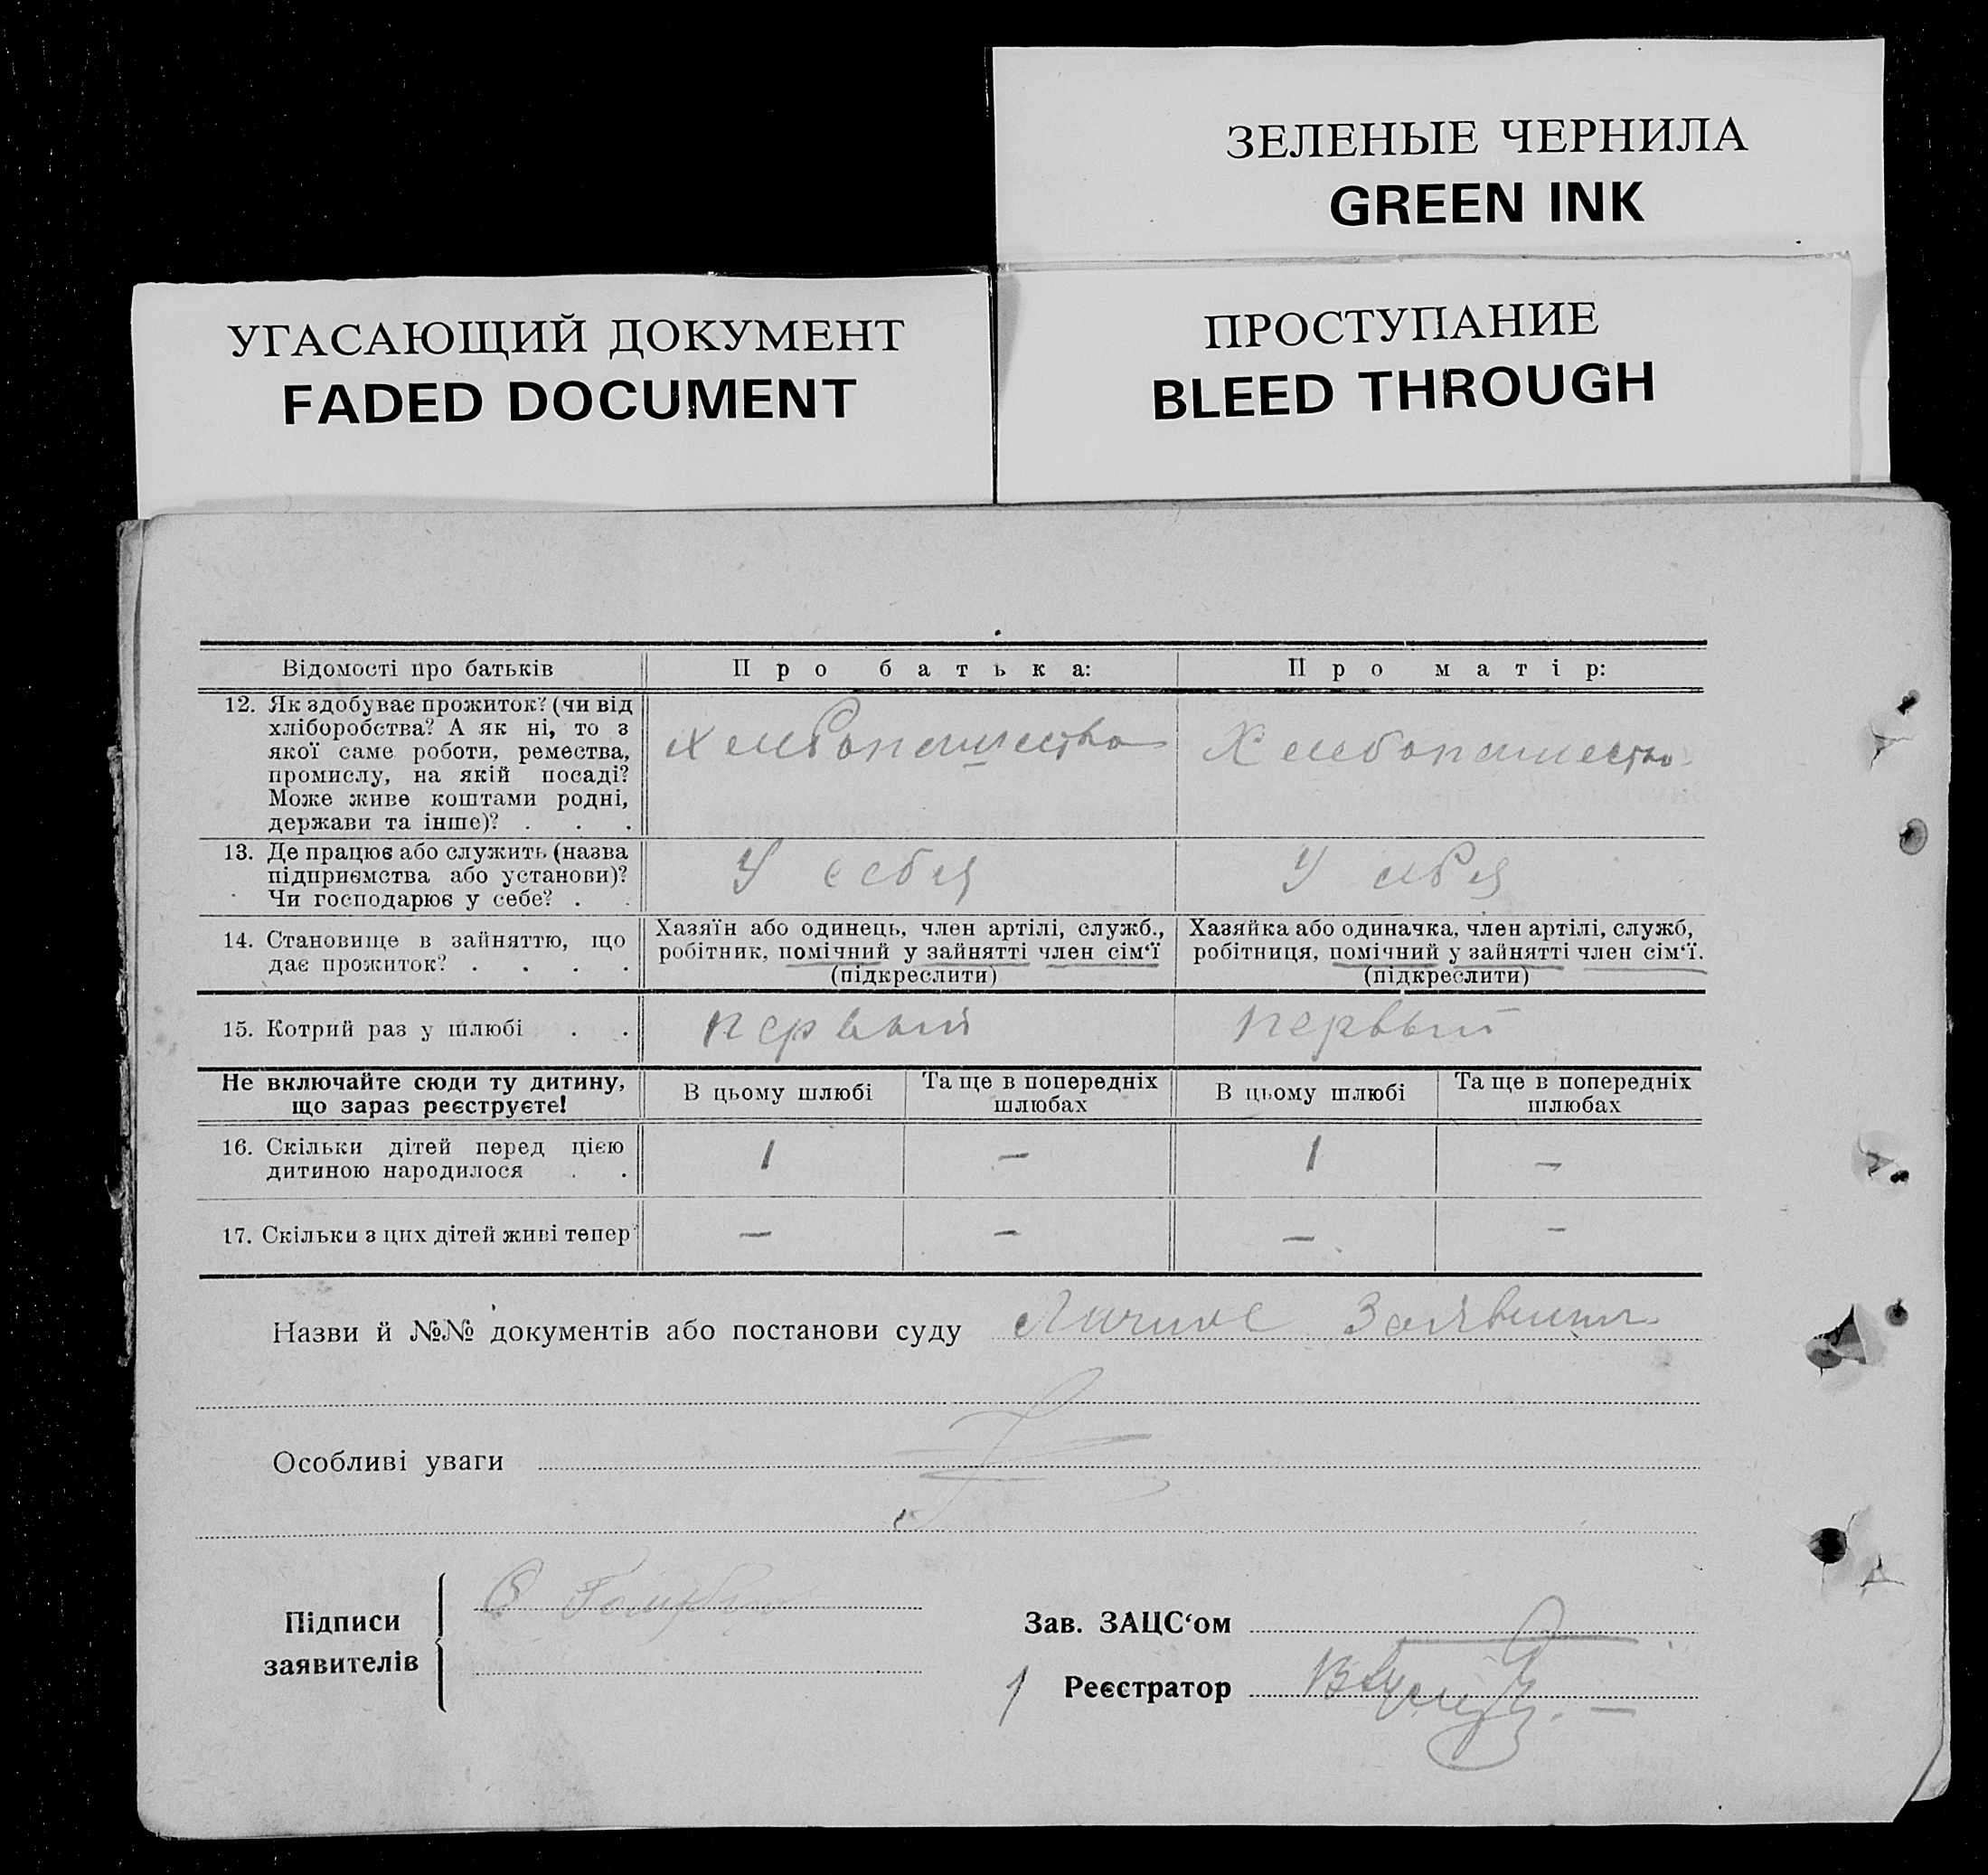 ЗЕЛЕНЫЕ ЧЕРНИЛА
GREEN INK
УГАСАЮЩИЙ ДОКУМЕНТ
FADED DOCUMENT
ПРОСТУПАНИЕ
BLEED THROUGH
Відомості про батьків
Про батька:
Про матір:
12. Як здобуває прожиток? (чи від
хліборобства? А як ні, то з
якої саме роботи, ремества,
промислу, на якій посаді?
Може живе коштами родні,
держави та інше)? . . .
Хлебопашество
Хлебопашество
13. Де працює або служить (назва
підприємства або установи)?
Чи господарює у себе? . .
У себя
У себя
14. Становище в зайняттю, що
дає прожиток? . . . .
Хазяїн або одинець, член артілі, служб.,
робітник, помічний у зайнятті член сім‘ї
(підкреслити)
Хазяйка або одиначка, член артілі, служб,
робітниця, помічний у зайнятті член сім‘ї.
(підкреслити)
15. Котрий раз у шлюбі . .
первый
первый
Не включайте сюди ту дитину,
що зараз реєструєте!
В цьому шлюбі
Та ще в попередніх
шлюбах
В цьому шлюбі
Та ще в попередніх
шлюбах
16. Скільки дітей перед цією
дитиною народилося . .
1 — 1 —
17. Скільки з цих дітей живі тепер
— — — —
Назви й №№ документів або постанови суду Личное
Особливі уваги
Підписи
заявителів
Зав. ЗАЦС‘ом
Реєстратор